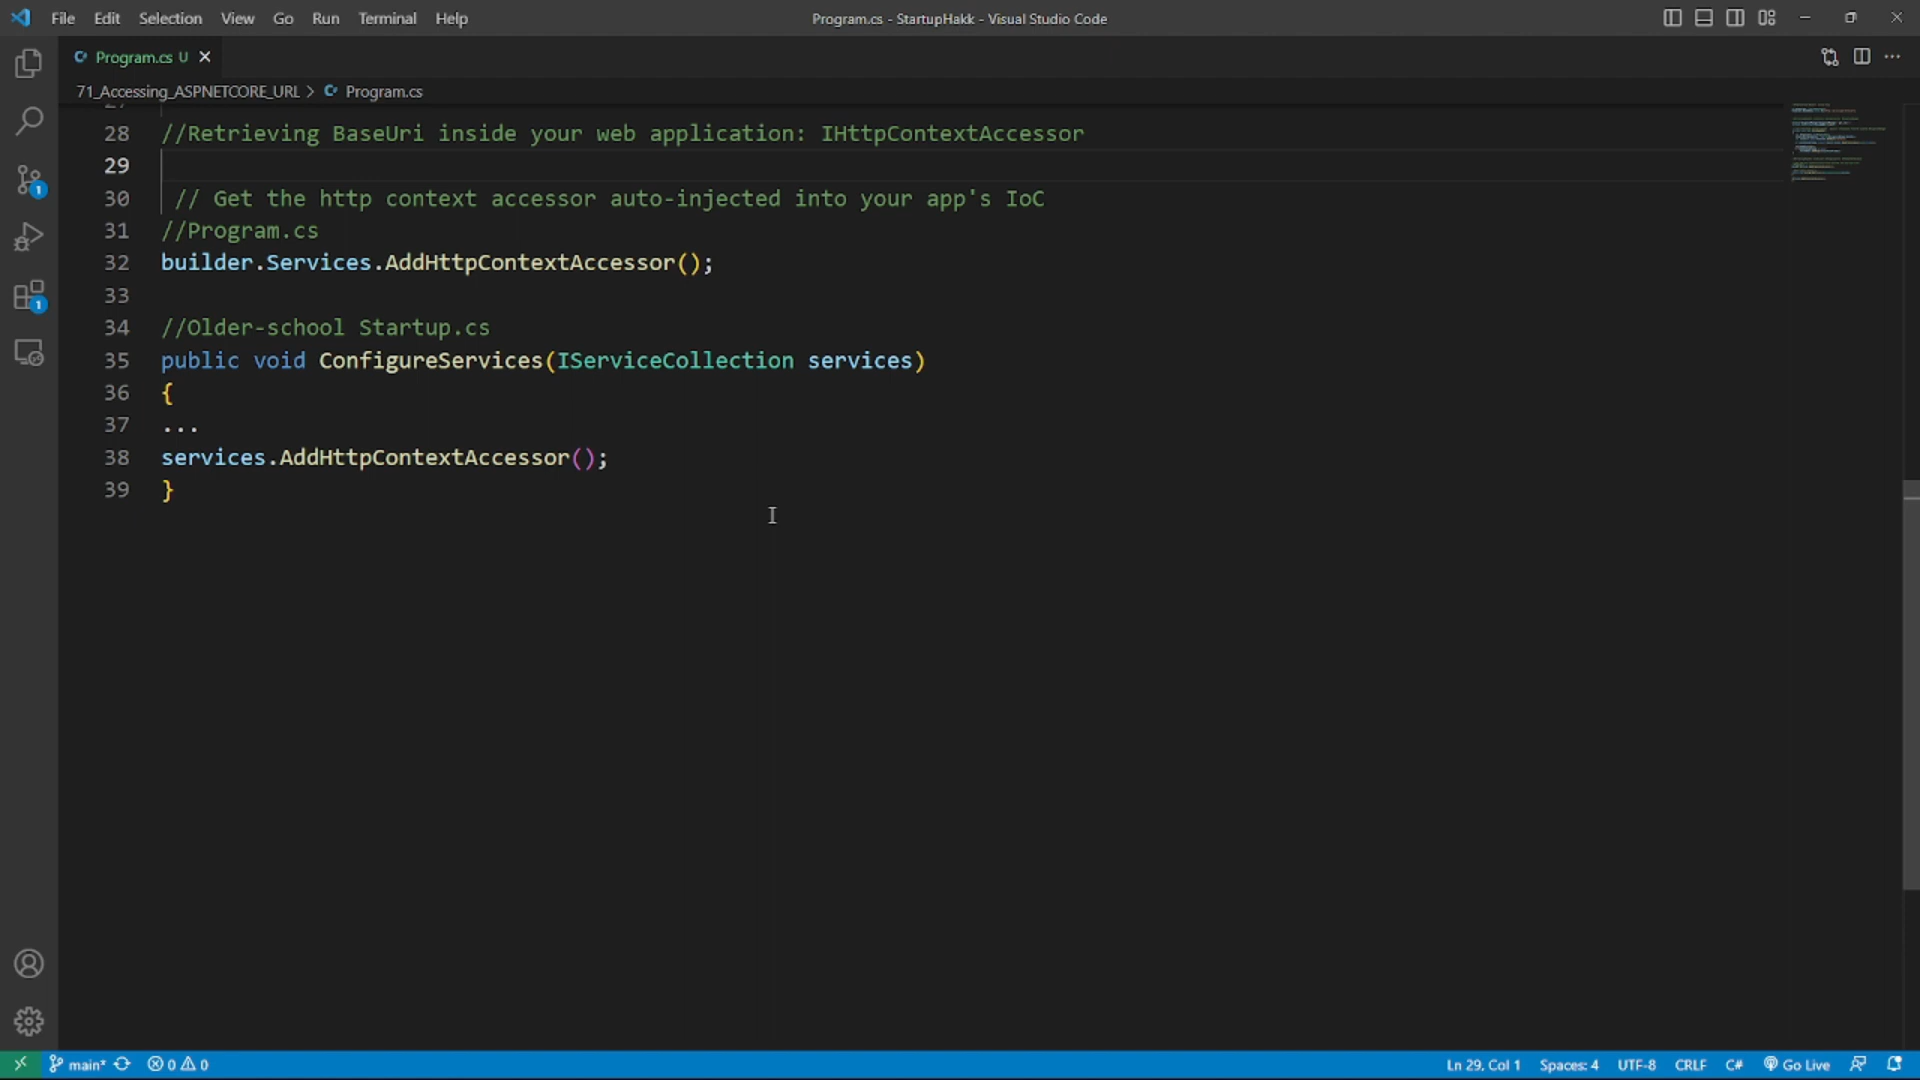 File Edit Selection View Go Run Terminal Help Program.cs - StartupHakk - Visual Studio Code
Program.cs U
71_Accessing_ASPNETCORE_URL > Program.cs
28 //Retrieving BaseUri inside your web application: IHttpContextAccessor
29
30 // Get the http context accessor auto-injected into your app's IoC
31 //Program.cs
32 builder.Services.AddHttpContextAccessor();
33
34 //Older-school Startup.cs
35 public void ConfigureServices(IServiceCollection services)
36 {
37 ...
38 services.AddHttpContextAccessor();
39 }
1
1
main* 0 0 Ln 29, Col 1 Spaces: 4 UTF-8 CRLF C# Go Live